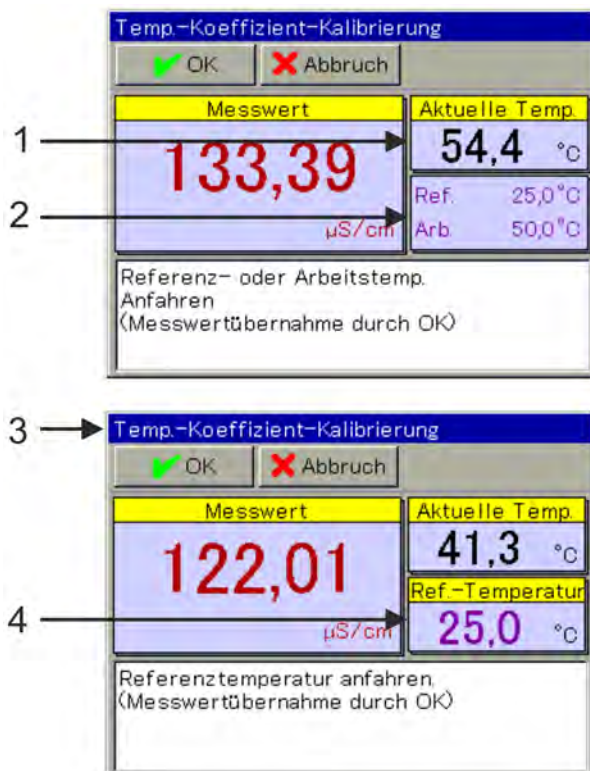 Temp.-Koeffizient-Kalibrierung
OK Abbruch
Messwert
133,39
µS/cm
Aktuelle Temp.
54,4 °C
Ref. 25,0°C
Arb. 50,0°C
Referenz- oder Arbeitstemp.
Anfahren
(Messwertübernahme durch OK)
1
2
Temp.-Koeffizient-Kalibrierung
OK Abbruch
Messwert
122,01
µS/cm
Aktuelle Temp.
41,3 °C
Ref.-Temperatur
25,0 °C
Referenztemperatur anfahren.
(Messwertübernahme durch OK)
3
4